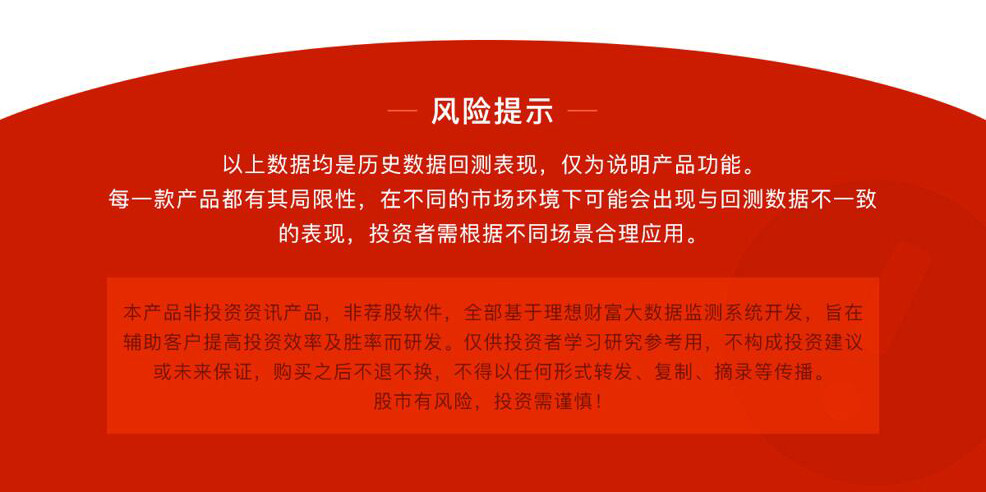 风险提示
以上数据均是历史数据回测表现，仅为说明产品功能。
每一款产品都有其局限性，在不同的市场环境下可能会出现与回测数据不一致
的表现，投资者需根据不同场景合理应用。
本产品非投资资讯产品，非荐股软件，全部基于理想财富大数据监测系统开发，旨在
辅助客户提高投资效率及胜率而研发。仅供投资者学习研究参考用，不构成投资建议
或未来保证，购买之后不退不换，不得以任何形式转发、复制、摘录等传播。
股市有风险，投资需谨慎！